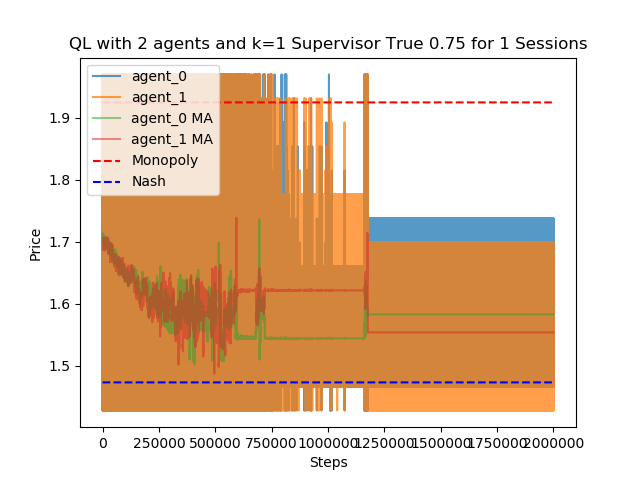 QL with 2 agents and k=1 Supervisor True 0.75 for 1 Sessions
agent_0
agent_1
agent_0 MA
agent_1 MA
Monopoly
Nash
Price
1.9
1.8
1.7
1.6
1.5
0 250000 500000 750000 1000000 1250000 1500000 1750000 2000000
Steps